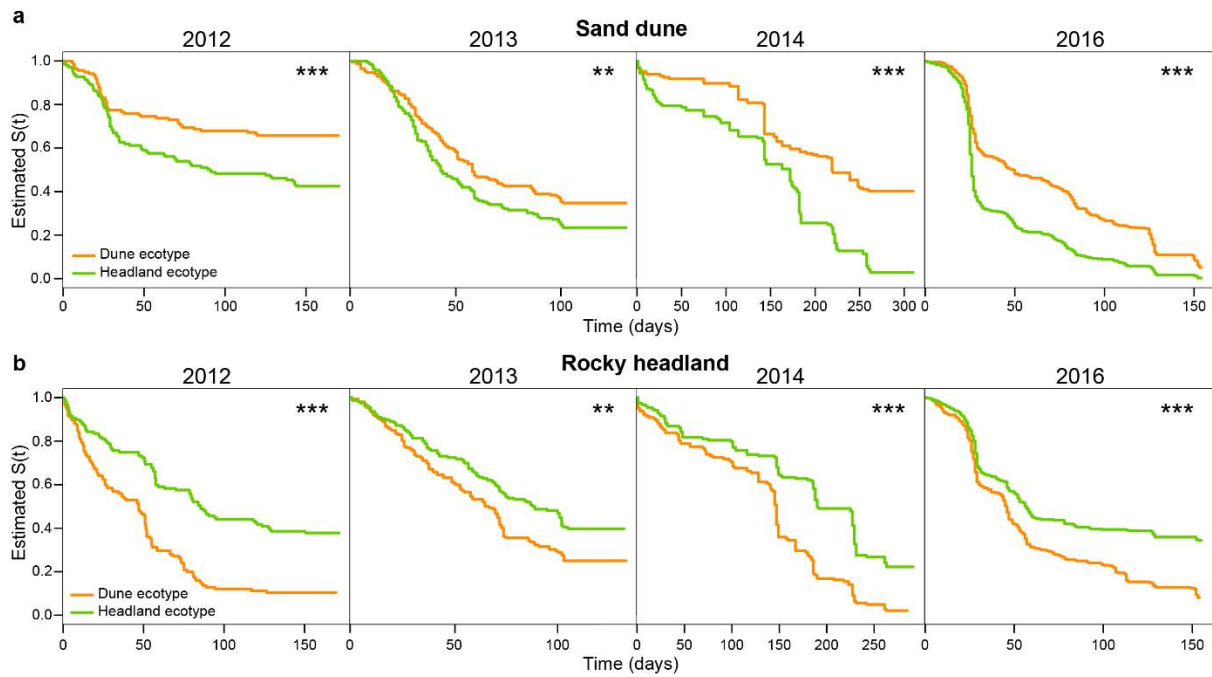 a
Sand dune
2012 2013 2014 2016
*** ** *** ***
Estimated S(t)
1.0
0.8
0.6
0.4
0.2
0.0
Dune ecotype
Headland ecotype
0 50 100 150 0 50 100 0 50 100 150 200 250 300 0 50 100 150
Time (days) Time (days)
b
Rocky headland
2012 2013 2014 2016
*** ** *** ***
Estimated S(t)
1.0
0.8
0.6
0.4
0.2
0.0
Dune ecotype
Headland ecotype
0 50 100 150 0 50 100 0 50 100 150 200 250 0 50 100 150
Time (days) Time (days)